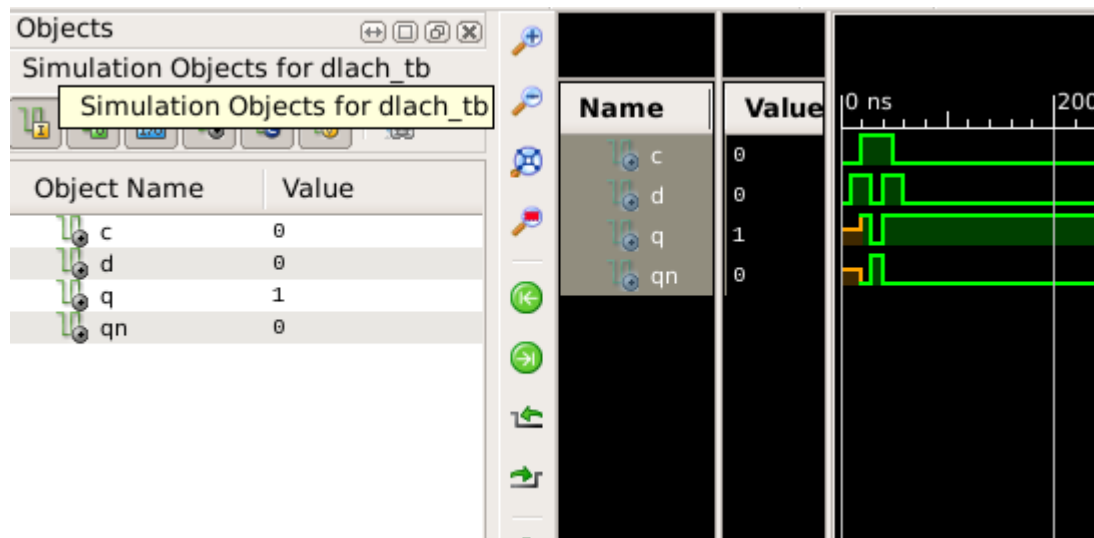 Objects
Simulation Objects for dlach_tb
Simulation Objects for dlach_tb
Object Name Value
c 0
d 0
q 1
qn 0
Name Value
c 0
d 0
q 1
qn 0
0 ns 200